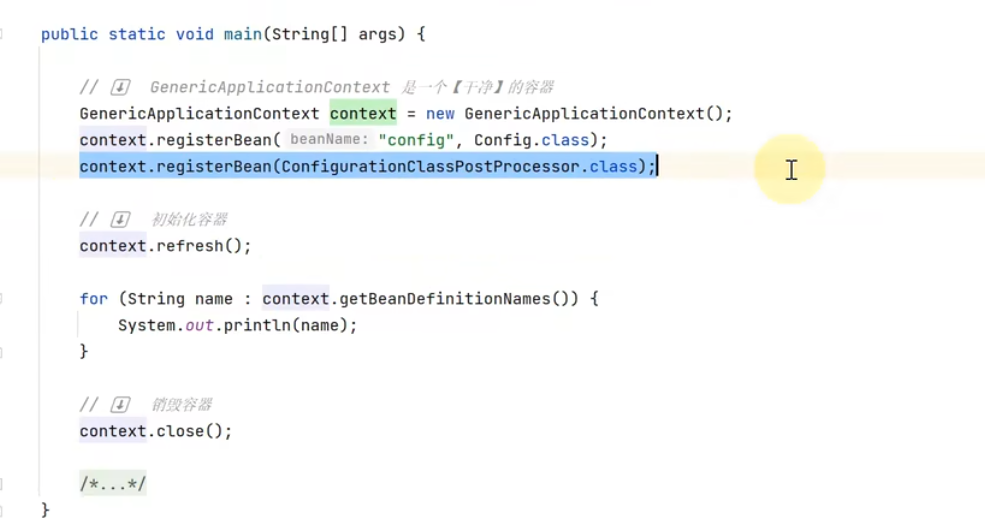 public static void main(String[] args) {
// ⬇ GenericApplicationContext 是一个【干净】的容器
GenericApplicationContext context = new GenericApplicationContext();
context.registerBean( beanName: "config", Config.class);
context.registerBean(ConfigurationClassPostProcessor.class);
// ⬇ 初始化容器
context.refresh();
for (String name : context.getBeanDefinitionNames()) {
System.out.println(name);
}
// ⬇ 销毁容器
context.close();
/*...*/
}